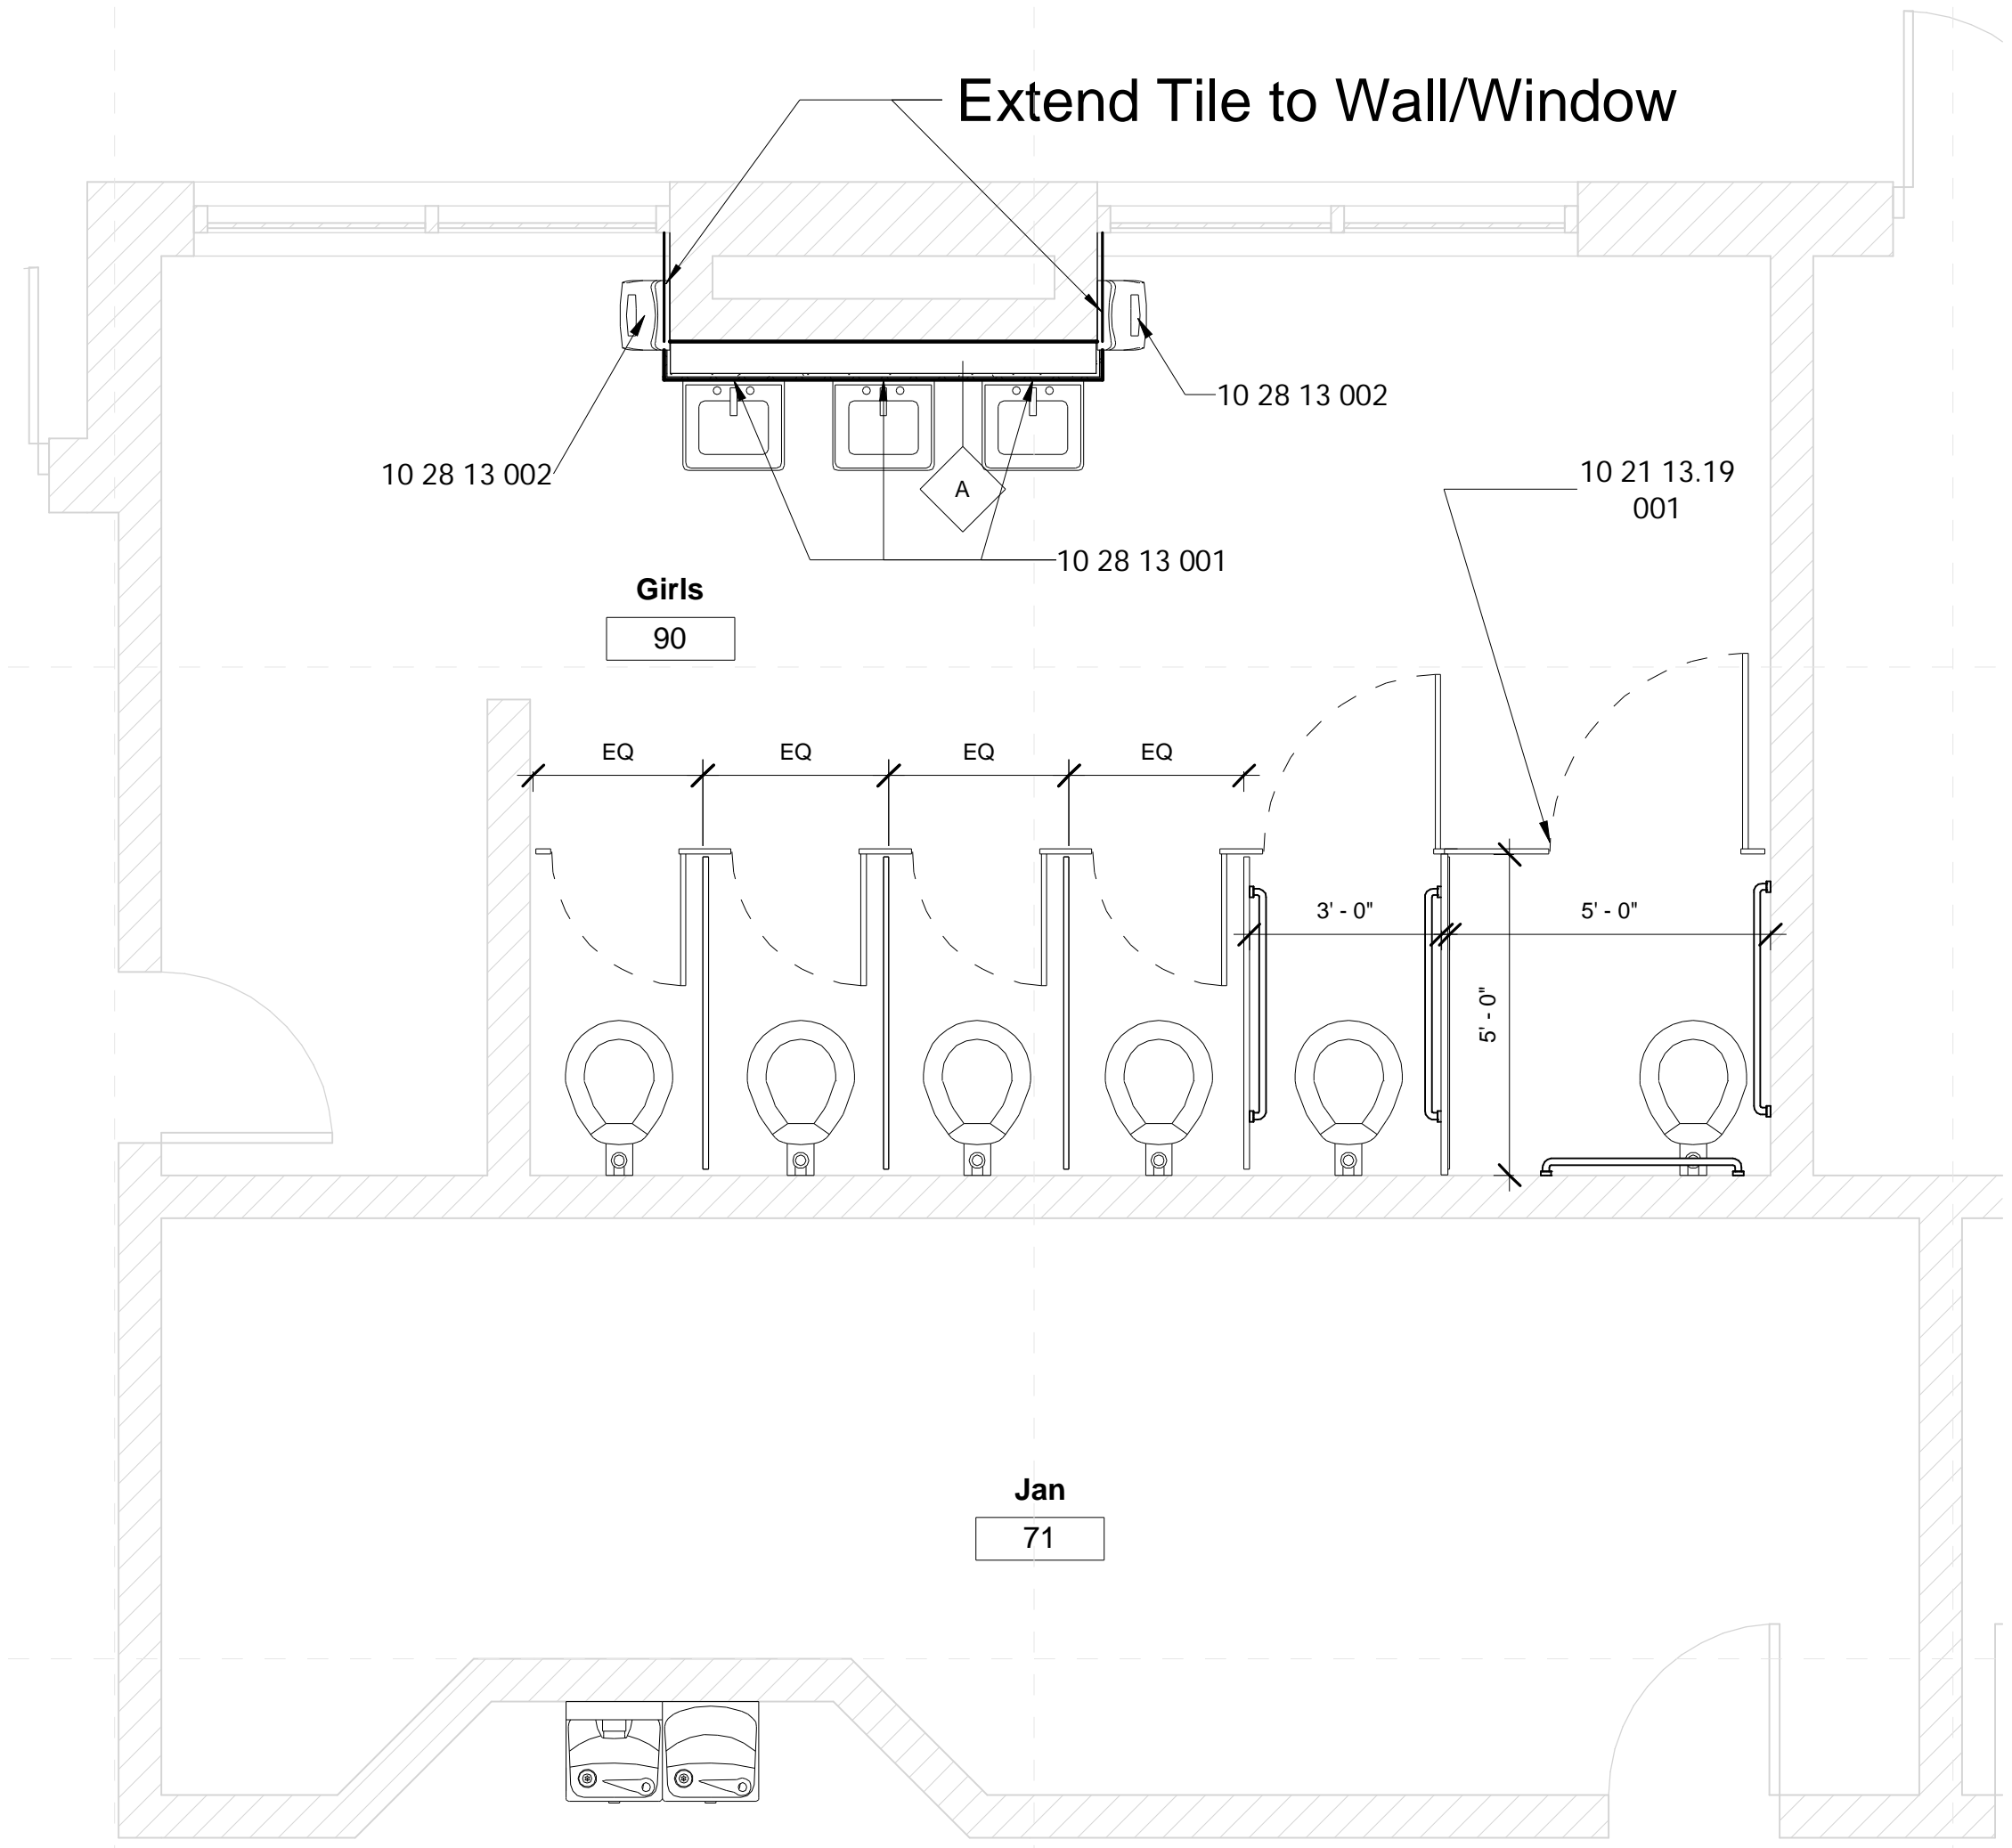 Extend Tile to Wall/Window
10 28 13 002
10 28 13 002
10 21 13.19
001
A
10 28 13 001
Girls
90
EQ
EQ
EQ
EQ
3' - 0"
5' - 0"
5' - 0"
Jan
71